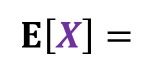 𝐄[𝑋] =